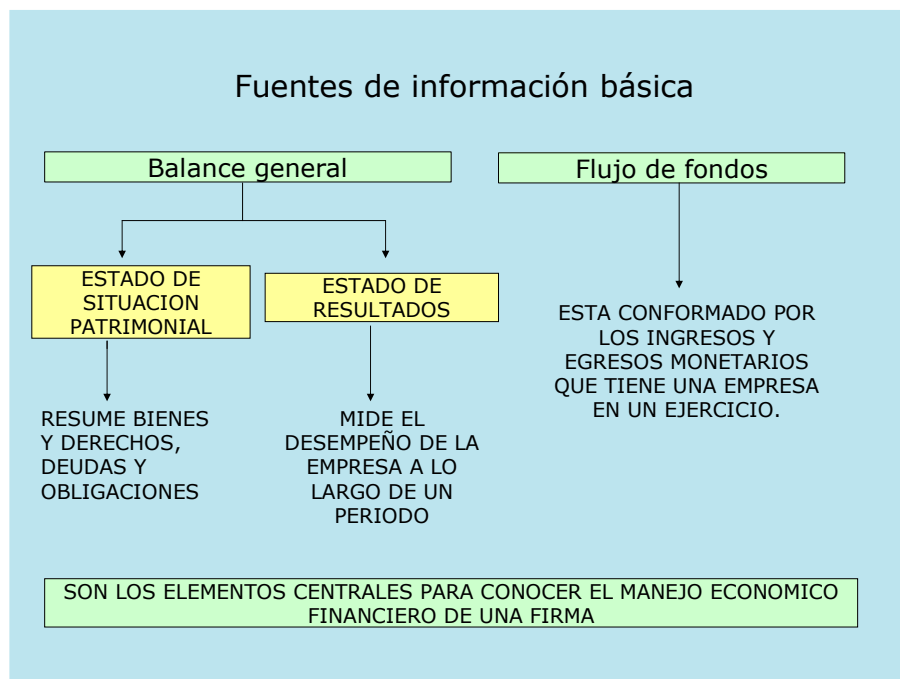 Fuentes de información básica
Balance general
Flujo de fondos
ESTADO DE
SITUACION
PATRIMONIAL
ESTADO DE
RESULTADOS
ESTA CONFORMADO POR
LOS INGRESOS Y
EGRESOS MONETARIOS
QUE TIENE UNA EMPRESA
EN UN EJERCICIO.
RESUME BIENES
Y DERECHOS,
DEUDAS Y
OBLIGACIONES
MIDE EL
DESEMPEÑO DE LA
EMPRESA A LO
LARGO DE UN
PERIODO
SON LOS ELEMENTOS CENTRALES PARA CONOCER EL MANEJO ECONOMICO
FINANCIERO DE UNA FIRMA